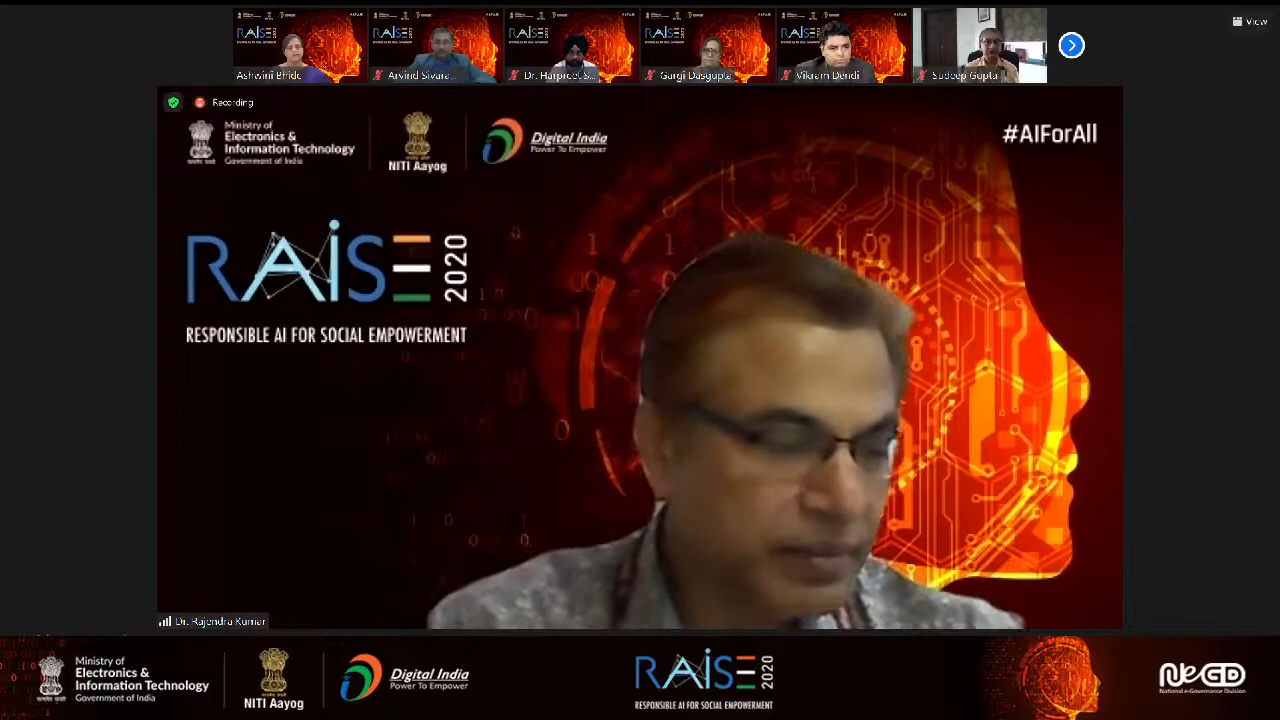 View
Ashwini Bhide
Arvind Sivara...
Dr. Harpreet S...
Gargi Dasgupta
Vikram Dendi
Sudeep Gupta
Recording
Ministry of
Electronics &
Information Technology
Government of India
NITI Aayog
Digital India
Power To Empower
#AIForAll
RAISE 2020
RESPONSIBLE AI FOR SOCIAL EMPOWERMENT
Dr. Rajendra Kumar
Ministry of
Electronics &
Information Technology
Government of India
NITI Aayog
Digital India
Power To Empower
RAISE 2020
RESPONSIBLE AI FOR SOCIAL EMPOWERMENT
NeGD
National e-Governance Division